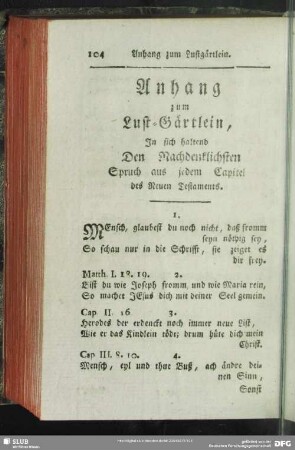 104 Anhang zum Lustgärtlein.
Anhang
zum
Lust-Gärtlein,
In sich haltend
Den Nachdenklichsten
Spruch aus jedem Capitel
des Neuen Testaments.
1.
MEnsch, glaubest du noch nicht, daß fromm
seyn nöthig sey,
So schau nur in die Schrifft, sie zeiget es
dir frey.
Matth. I. 18. 19. 2.
Bist du wie Joseph fromm, und wie Maria rein,
So machet JEsus dich mit deiner Seel gemein.
Cap II. 16 3.
Herodes der erdenckt noch immer neue List,
Wie er das Kindlein tödt; drum hüte dich mein
Christ.
Cap III. 8. 10. 4.
Mensch, eyl und thue Buß, ach ändre dei-
nen Sinn,
Sonst
SLUB